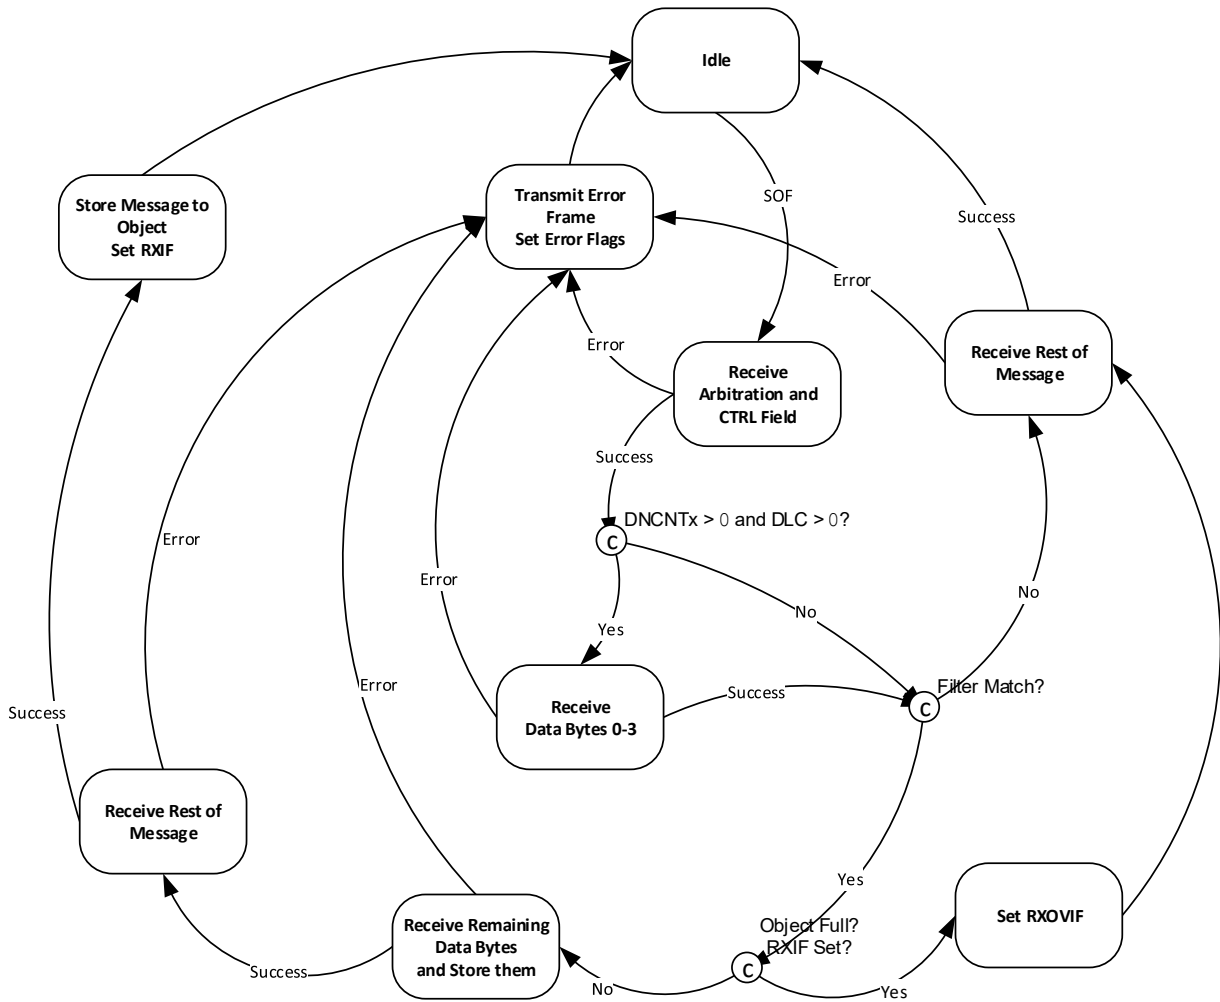 Idle
Transmit Error
Frame
Set Error Flags
Store Message to
Object
Set RXIF
SOF
Success
Error
Error
Receive Rest of
Message
Receive
Arbitration and
CTRL Field
Success
DNCNTx > 0 and DLC > 0?
C
Error
Error
No
No
Yes
Error
Success
Filter Match?
C
Success
Receive
Data Bytes 0-3
Receive Rest of
Message
Yes
Object Full?
RXIF Set?
C
Set RXOVIF
Receive Remaining
Data Bytes
and Store them
Success
No
Yes